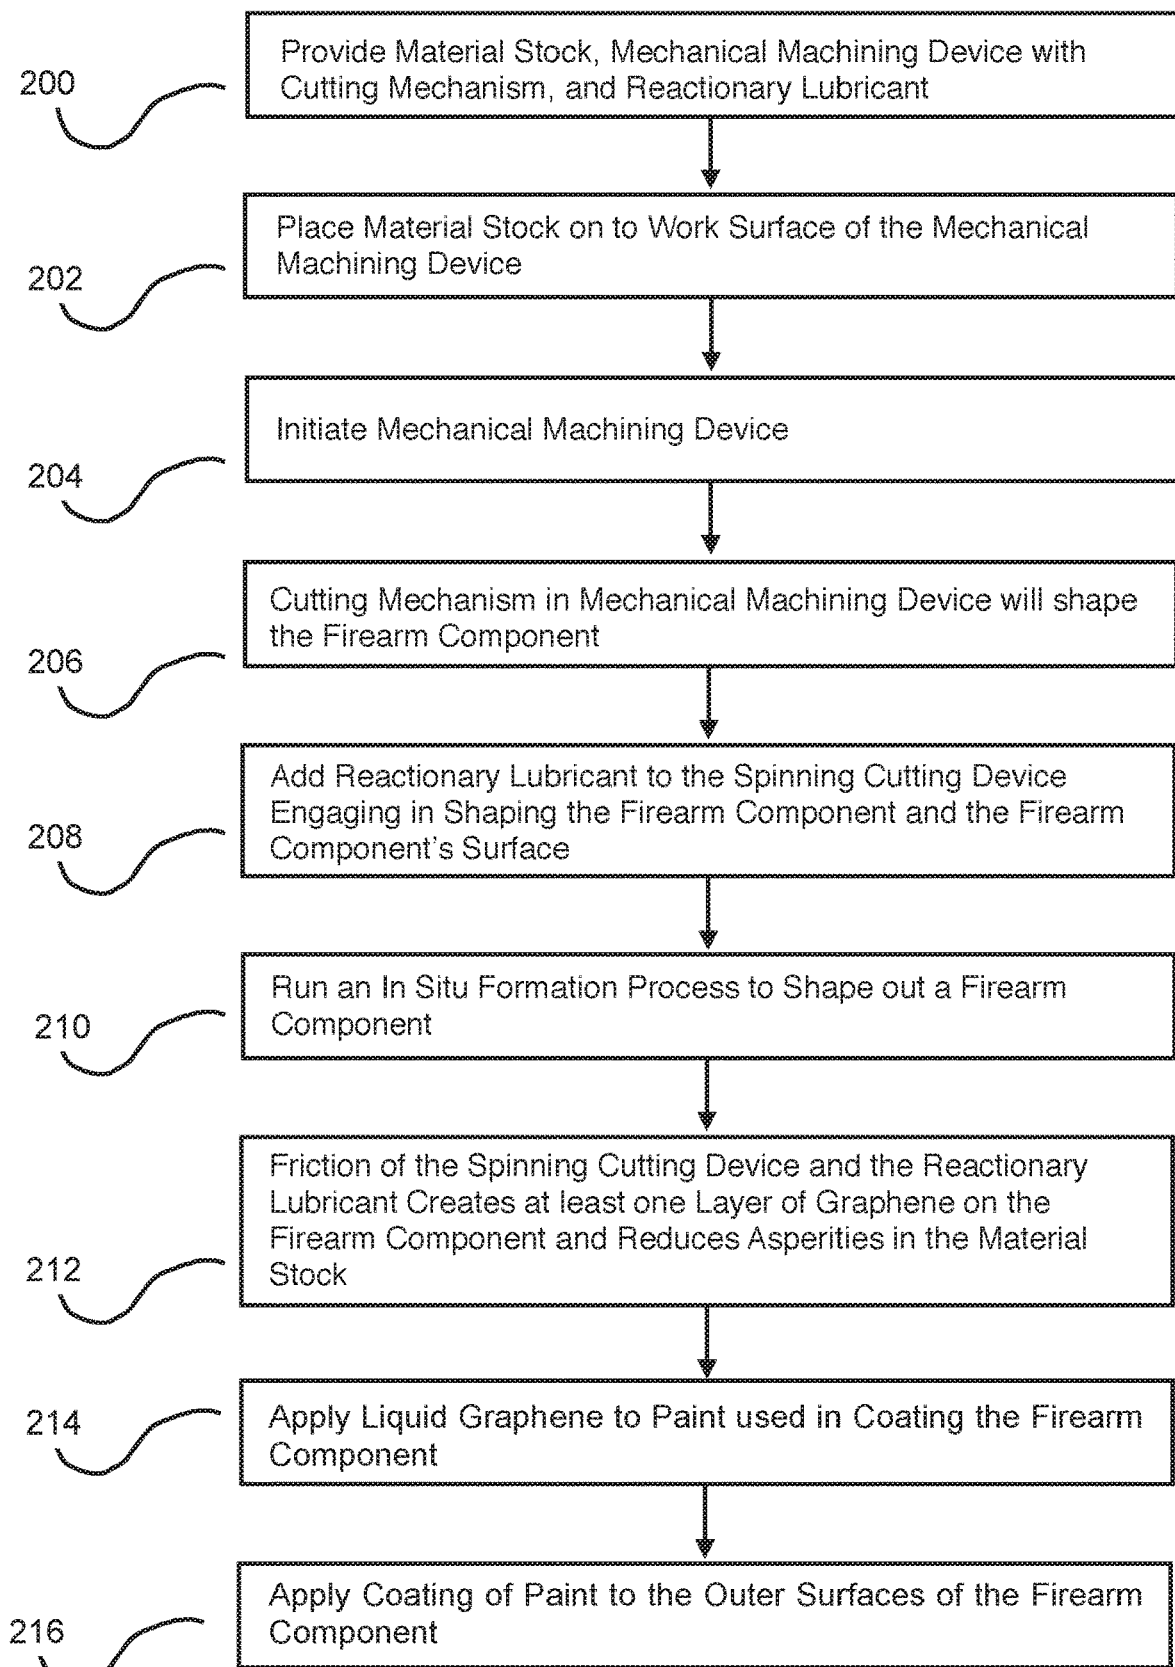 Provide Material Stock, Mechanical Machining Device with
200
Cutting Mechanism, and Reactionary Lubricant
Place Material Stock on to Work Surface of the Mechanical
202
Machining Device
Initiate Mechanical Machining Device
204
Cutting Mechanism in Mechanical Machining Device will shape
the Firearm Component
206
Add Reactionary Lubricant to the Spinning Cutting Device
Engaging in Shaping the Firearm Component and the Firearm
208
Component's Surface
Run an In Situ Formation Process to Shape out a Firearm
210
Component
Friction of the Spinning Cutting Device and the Reactionary
Lubricant Creates at least one Layer of Graphene on the
Firearm Component and Reduces Asperities in the Material
212
Stock
214
Apply Liquid Graphene to Paint used in Coating the Firearm
Component
Apply Coating of Paint to the Outer Surfaces of the Firearm
216
Component